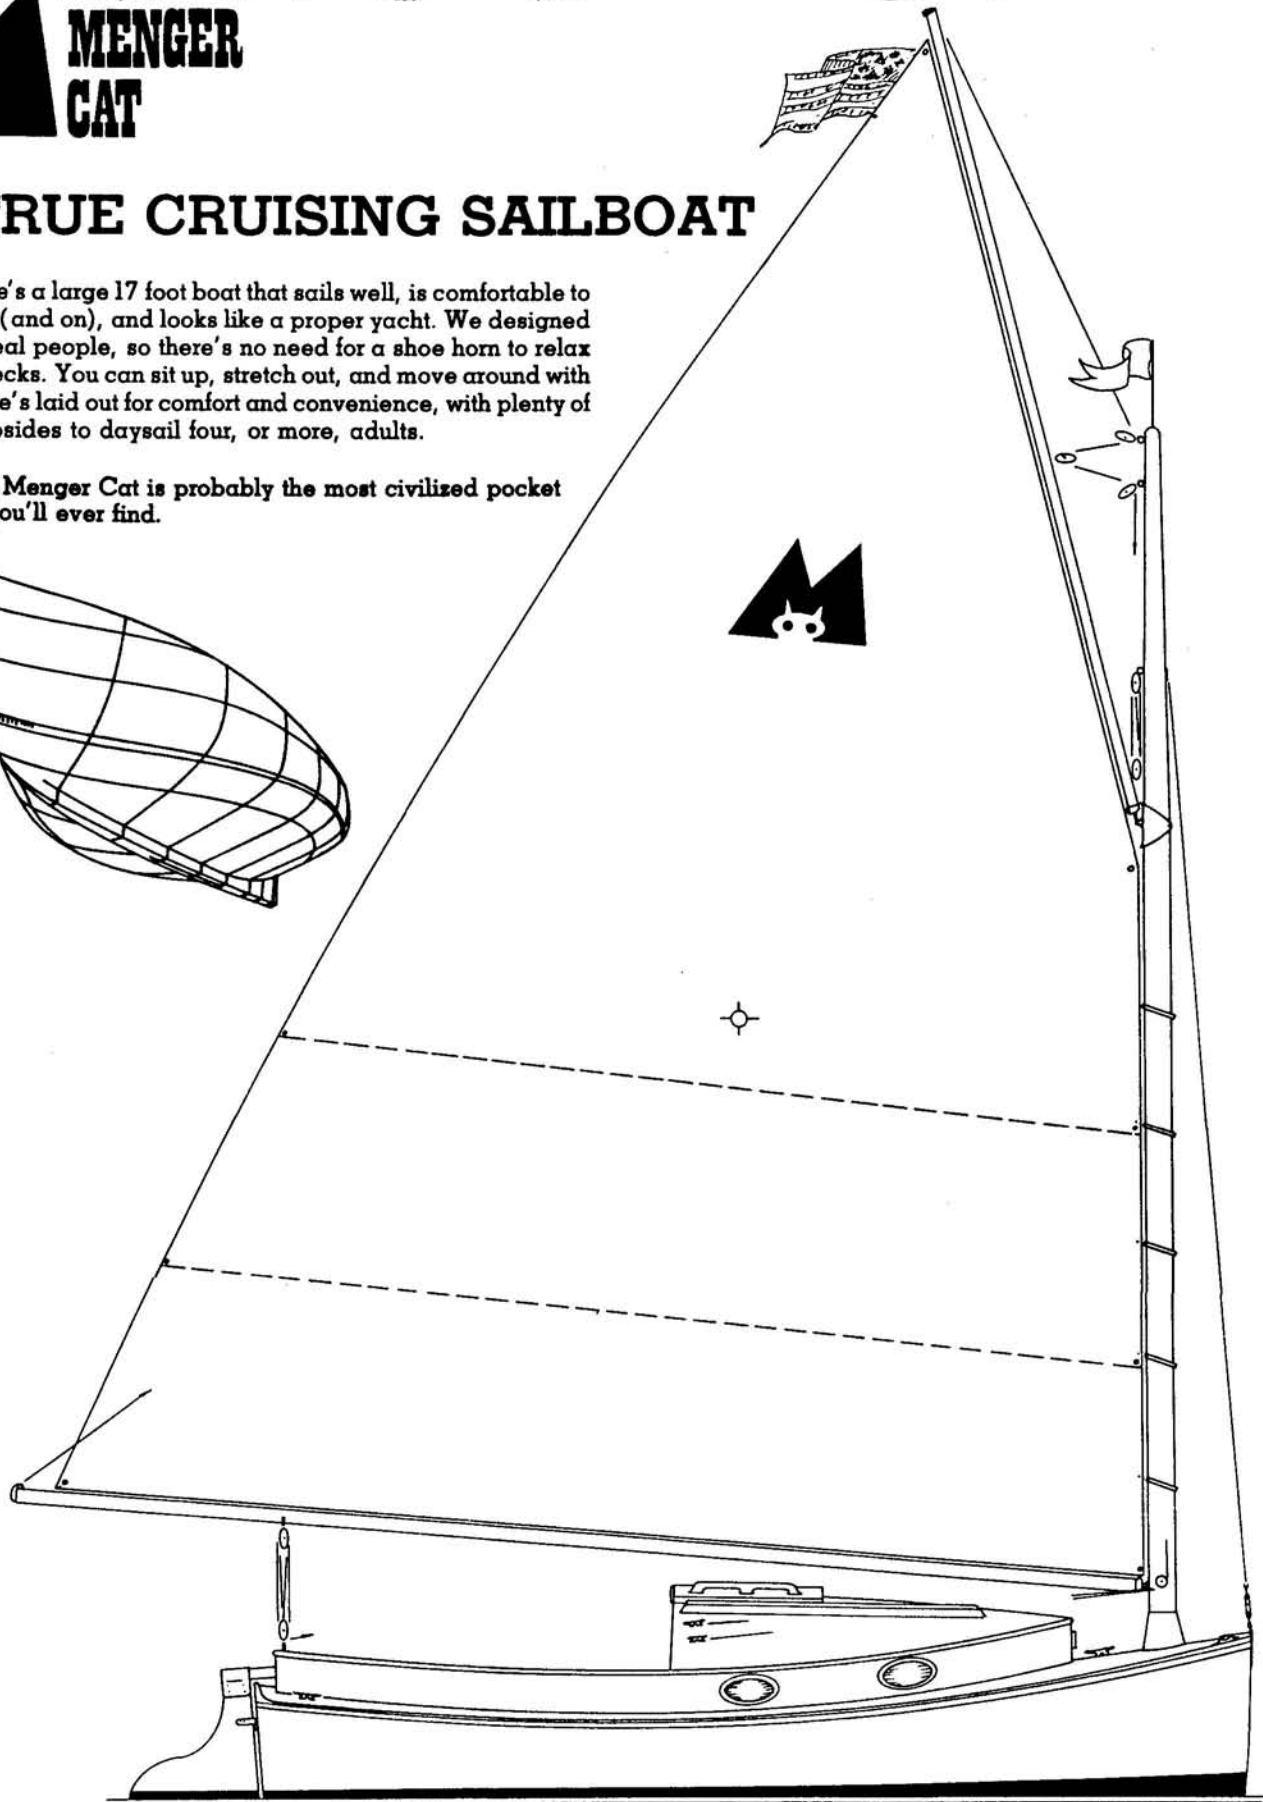 MENGER
CAT
RUE CRUISING SAILBOAT
e's a large 17 foot boat that sails well, is comfortable to
(and on), and looks like a proper yacht. We designed
eal people, so there's no need for a shoe horn to relax
cks. You can sit up, stretch out, and move around with
e's laid out for comfort and convenience, with plenty of
sides to daysail four, or more, adults.
Menger Cat is probably the most civilized pocket
ou'll ever find.
M